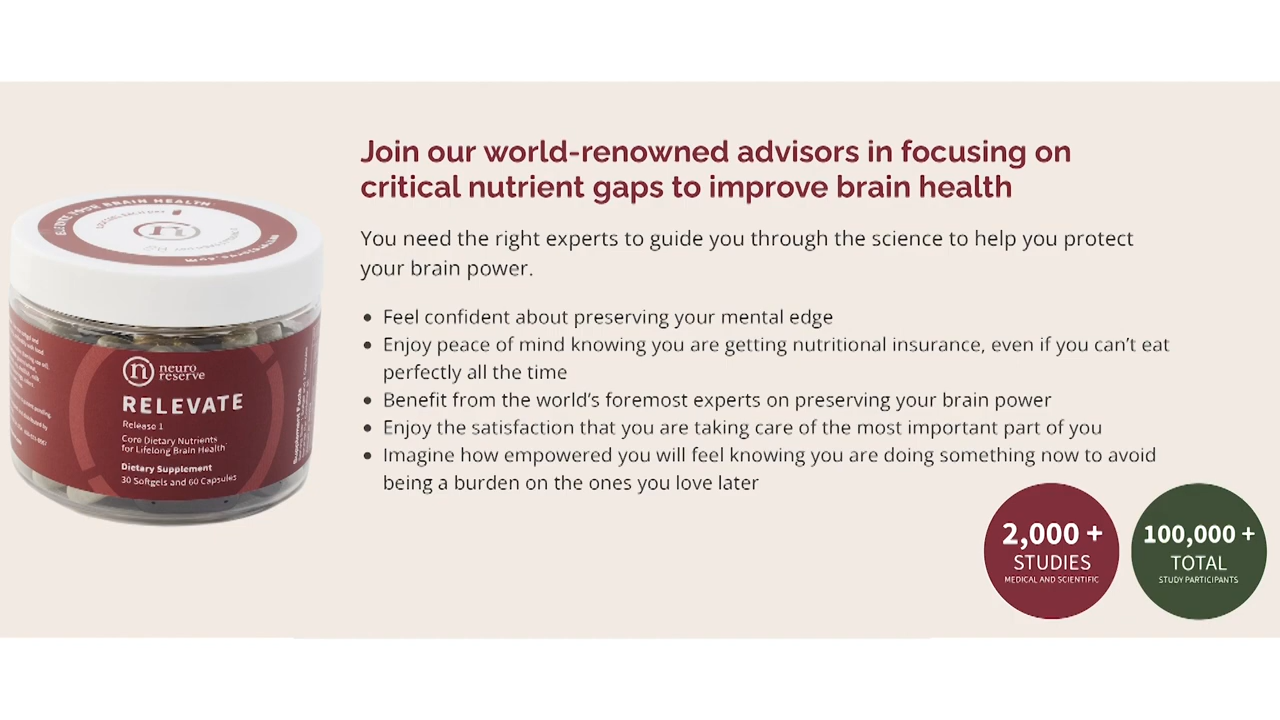 Join our world-renowned advisors in focusing on
critical nutrient gaps to improve brain health
You need the right experts to guide you through the science to help you protect
your brain power.
Feel confident about preserving your mental edge
Enjoy peace of mind knowing you are getting nutritional insurance, even if you can't eat
perfectly all the time
Benefit from the world's foremost experts on preserving your brain power
Enjoy the satisfaction that you are taking care of the most important part of you
Imagine how empowered you will feel knowing you are doing something now to avoid
being a burden on the ones you love later
YOUR BRAIN HEALTH
neuro
reserve
RELEVATE
Release 1
Core Dietary Nutrients
for Lifelong Brain Health
Dietary Supplement
30 Softgels and 60 Capsules
2,000 +
STUDIES
MEDICAL AND SCIENTIFIC
100,000 +
TOTAL
STUDY PARTICIPANTS